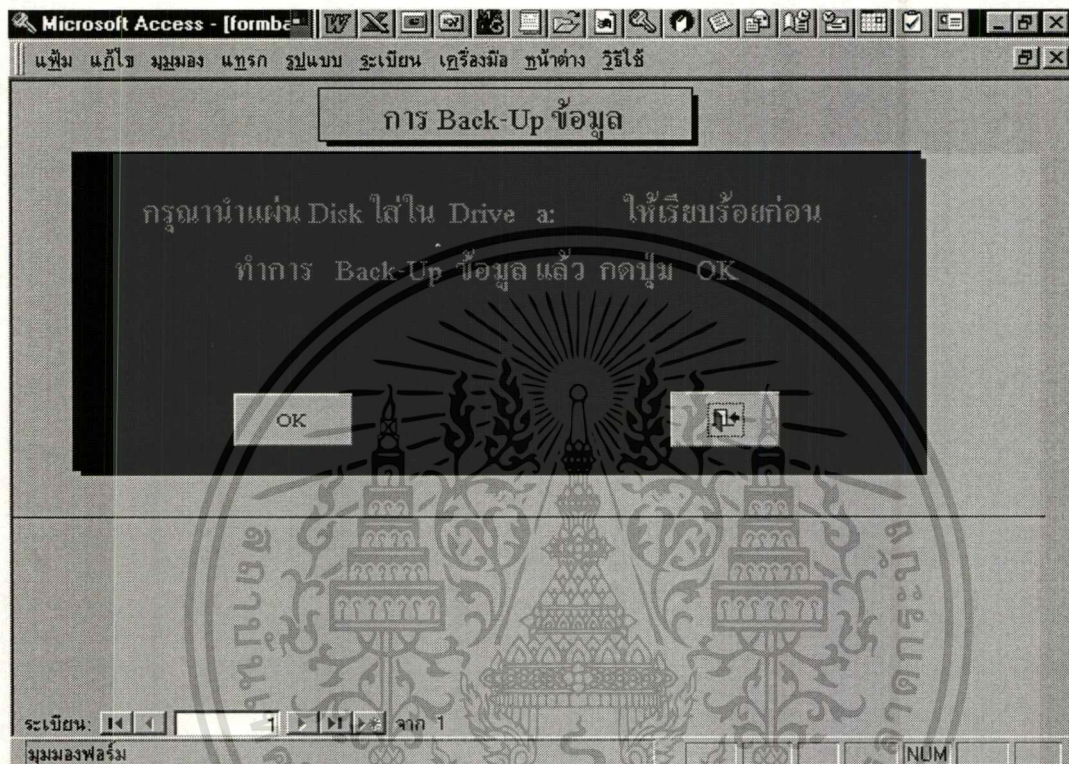 Microsoft Access - [formba
แฟ้ม แก้ไข มุมมอง แทรก รูปแบบ ระเบียน เครื่องมือ หน้าต่าง วิธีใช้
การ Back-Up ข้อมูล
กรุณานำแผ่น Disk ใส่ใน Drive a: ให้เรียบร้อยก่อน
ทำการ Back-Up ข้อมูล แล้ว กดปุ่ม OK
OK
ระเบียน: 1 จาก 1
มุมมองฟอร์ม NUM